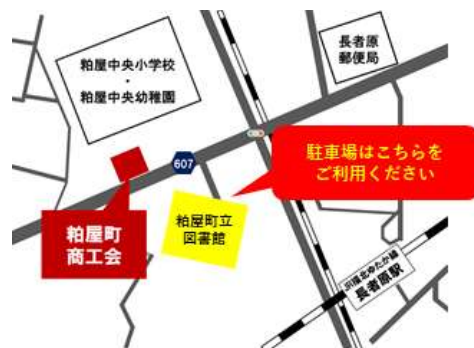 粕屋中央小学校
・
粕屋中央幼稚園
長者原
郵便局
607
駐車場はこちらを
ご利用ください
粕屋町
商工会
粕屋町立
図書館
JR福北ゆたか線
長者原駅